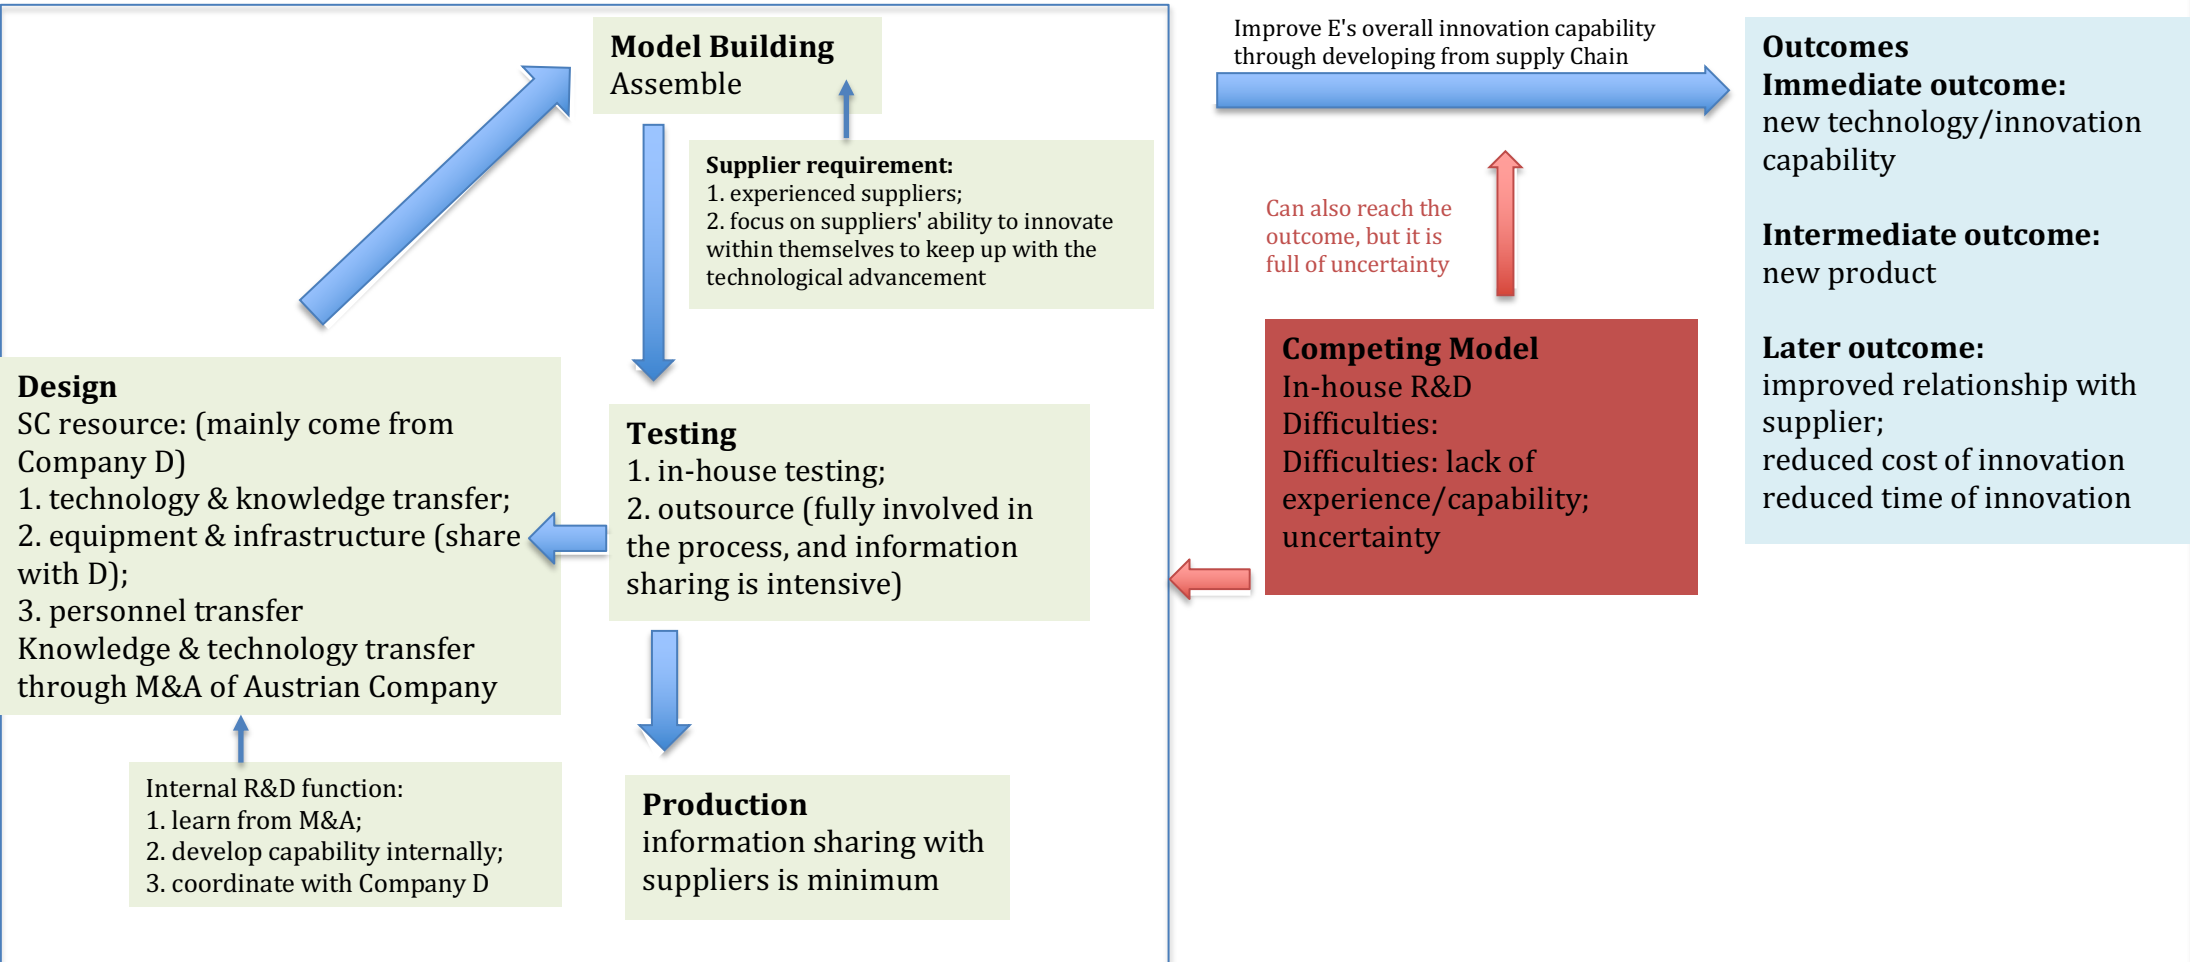 Model Building
Assemble
Supplier requirement:
1. experienced suppliers;
2. focus on suppliers' ability to innovate
within themselves to keep up with the
technological advancement
Design
SC resource: (mainly come from
Company D)
1. technology & knowledge transfer;
2. equipment & infrastructure (share
with D);
3. personnel transfer
Knowledge & technology transfer
through M&A of Austrian Company
Testing
1. in-house testing;
2. outsource (fully involved in
the process, and information
sharing is intensive)
Internal R&D function:
1. learn from M&A;
2. develop capability internally;
3. coordinate with Company D
Production
information sharing with
suppliers is minimum
Improve E's overall innovation capability
through developing from supply Chain
Can also reach the
outcome, but it is
full of uncertainty
Competing Model
In-house R&D
Difficulties:
Difficulties: lack of
experience/capability;
uncertainty
Outcomes
Immediate outcome:
new technology/innovation
capability
Intermediate outcome:
new product
Later outcome:
improved relationship with
supplier;
reduced cost of innovation
reduced time of innovation